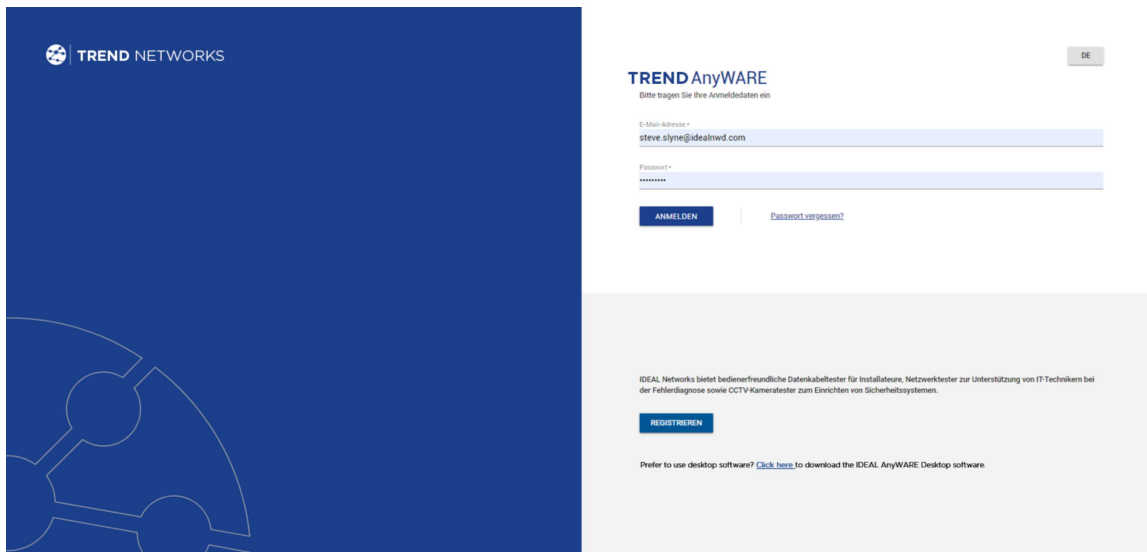 TREND NETWORKS
DE
TREND AnyWARE
Bitte tragen Sie Ihre Anmeldedaten ein
E-Mail-Adresse *
steve.slyne@idealnwd.com
Passwort *
•••••••••
ANMELDEN
Passwort vergessen?
IDEAL Networks bietet bedienerfreundliche Datenkabeltester für Installateure, Netzwerktester zur Unterstützung von IT-Technikern bei
der Fehlerdiagnose sowie CCTV-Kameratester zum Einrichten von Sicherheitssystemen.
REGISTRIEREN
Prefer to use desktop software? Click here to download the IDEAL AnyWARE Desktop software.